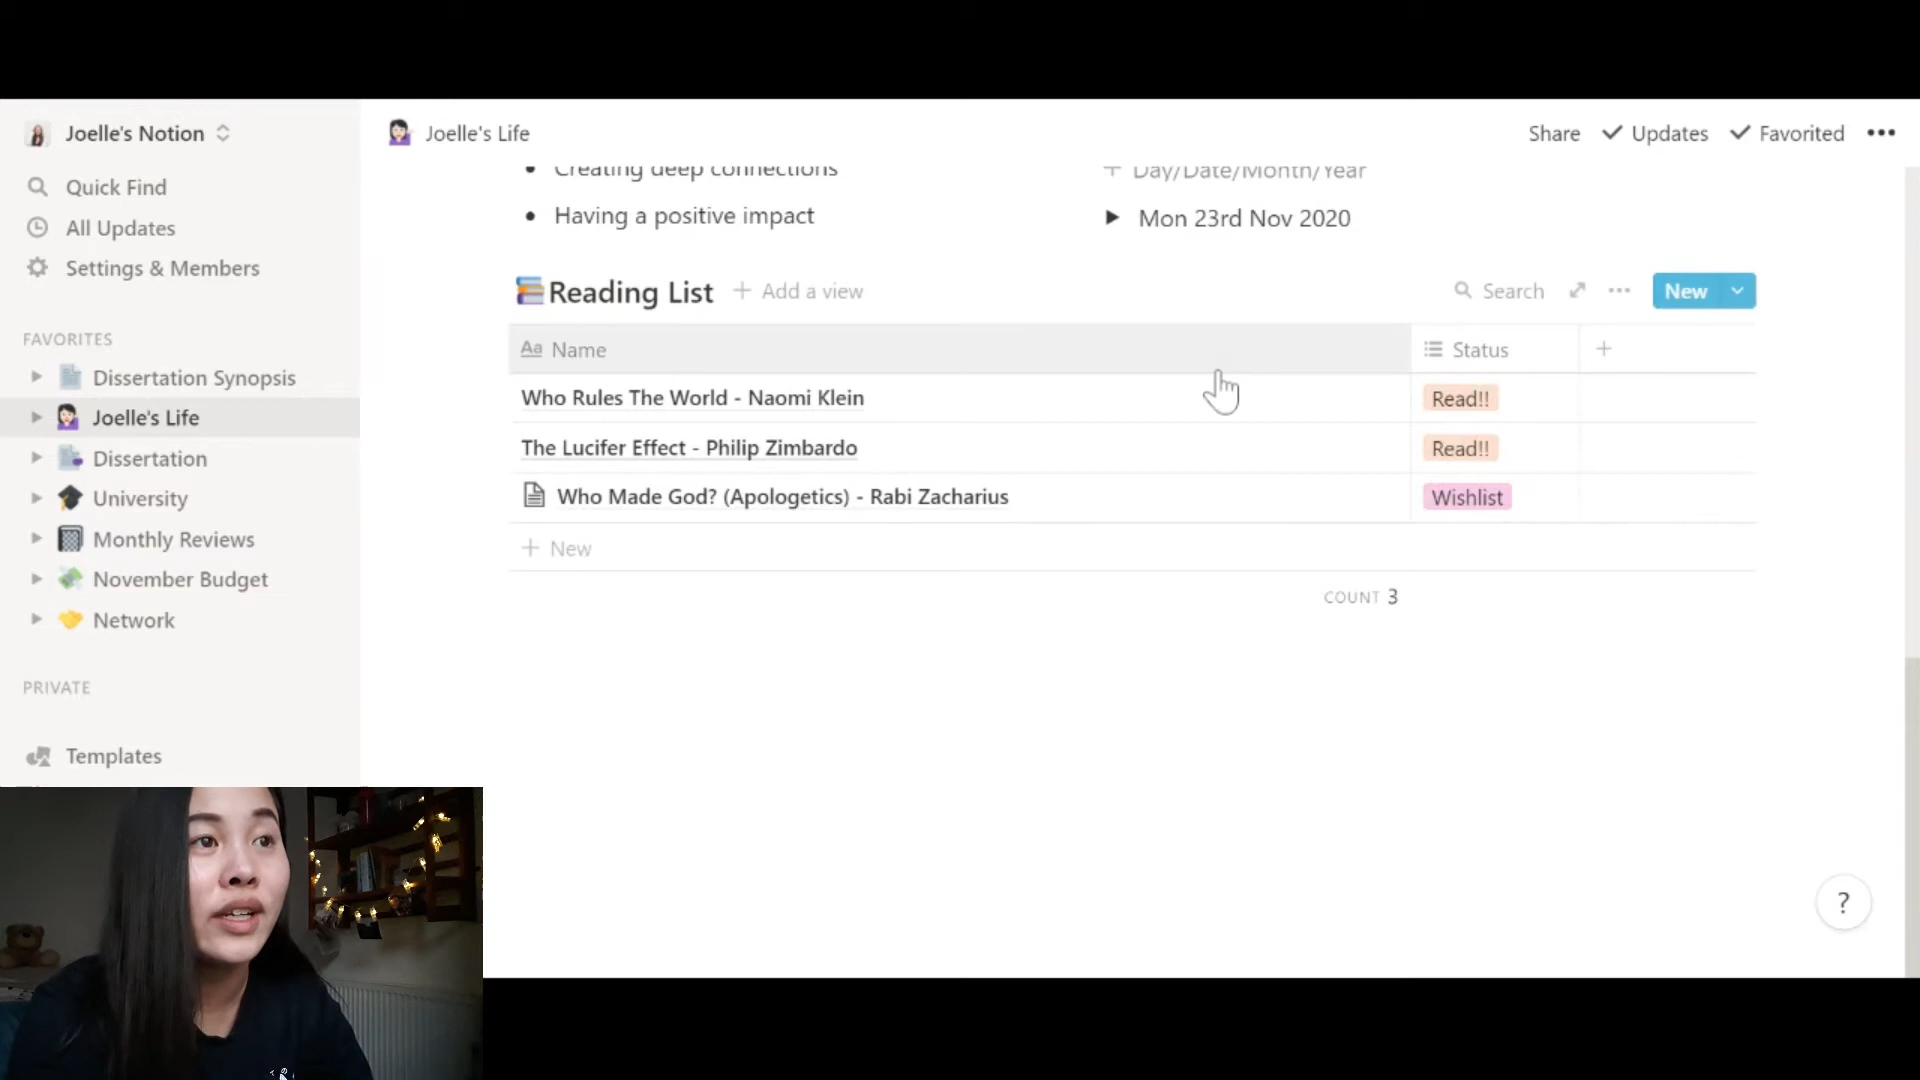 Joelle's Notion
Quick Find
All Updates
Settings & Members
FAVORITES
Dissertation Synopsis
Joelle's Life
Dissertation
University
Monthly Reviews
November Budget
Network
PRIVATE
Templates
Joelle's Life
Share
Updates
Favorited
Creating deep connections
Having a positive impact
Day/Date/Month/Year
Mon 23rd Nov 2020
Reading List
Add a view
Search
New
Aa Name
Status
Who Rules The World - Naomi Klein
Read!!
The Lucifer Effect - Philip Zimbardo
Read!!
Who Made God? (Apologetics) - Rabi Zacharius
Wishlist
+ New
COUNT 3
?